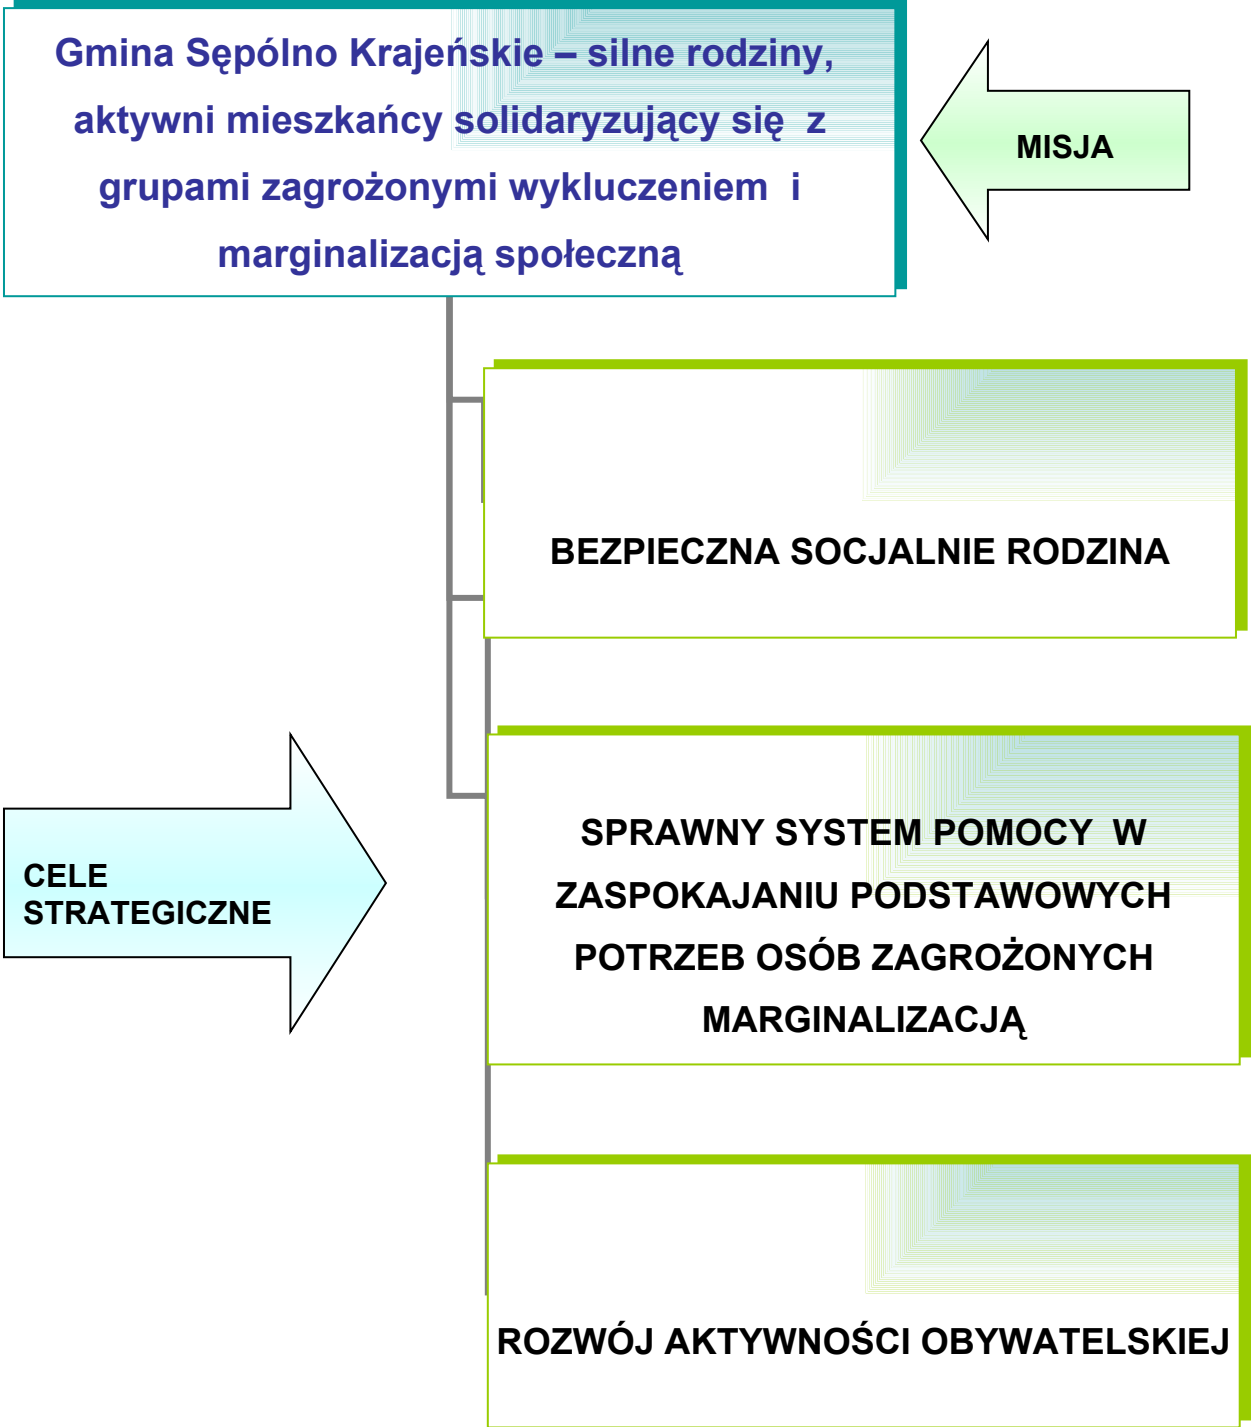 Gmina Sępólno Krajeńskie – silne rodziny,
aktywni mieszkańcy solidaryzujący się z
grupami zagrożonymi wykluczeniem i
marginalizacją społeczną
MISJA
BEZPIECZNA SOCJALNIE RODZINA
CELE
STRATEGICZNE
SPRAWNY SYSTEM POMOCY W
ZASPOKAJANIU PODSTAWOWYCH
POTRZEB OSÓB ZAGROŻONYCH
MARGINALIZACJĄ
ROZWÓJ AKTYWNOŚCI OBYWATELSKIEJ